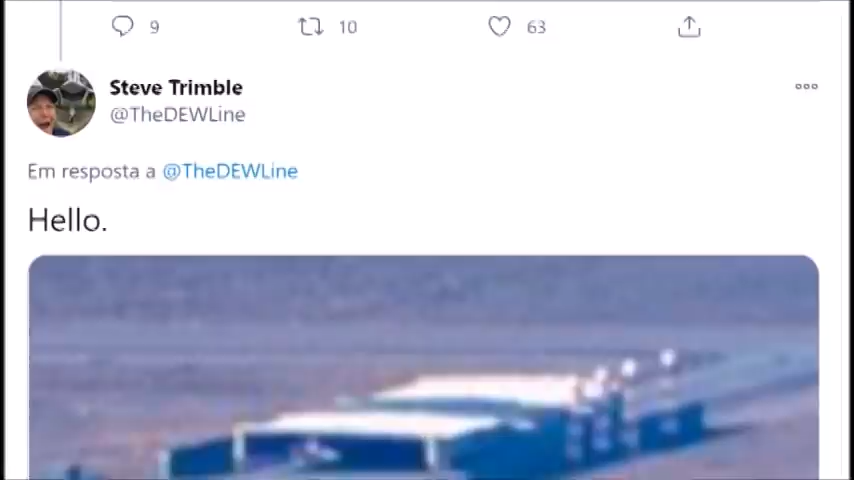 9 10 63
Steve Trimble
@TheDEWLine
Em resposta a @TheDEWLine
Hello.